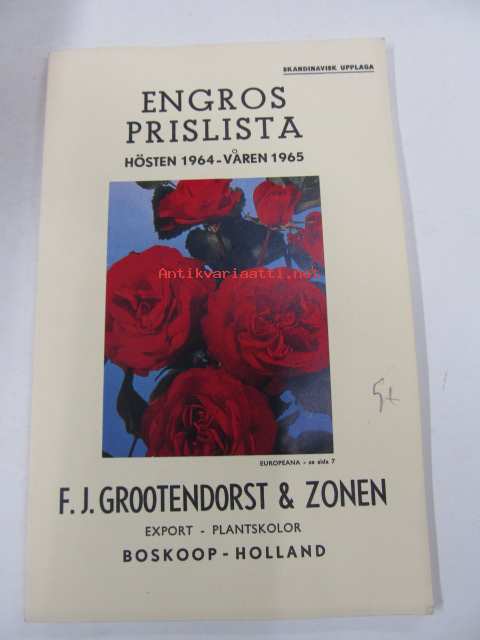 SKANDINAVISK UPPLAGA
ENGROS
PRISLISTA
HÖSTEN 1964 - VÅREN 1965
Antikvariaatti.net
EUROPEANA - se sida 7
F. J. GROOTENDORST & ZONEN
EXPORT - PLANTSKOLOR
BOSKOOP - HOLLAND